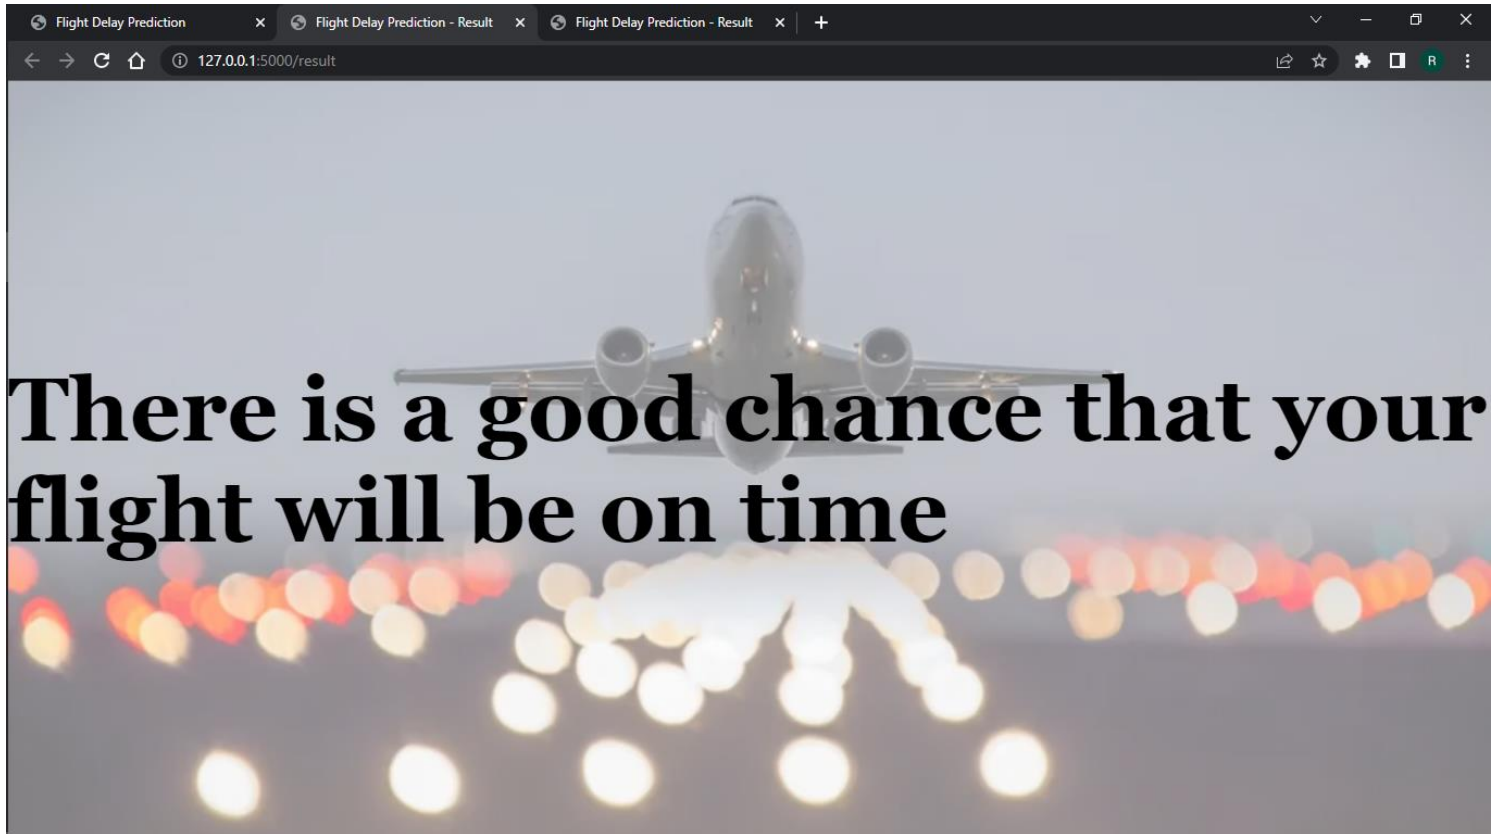 Flight Delay Prediction
Flight Delay Prediction - Result
Flight Delay Prediction - Result
127.0.0.1:5000/result
R
There is a good chance that your
flight will be on time